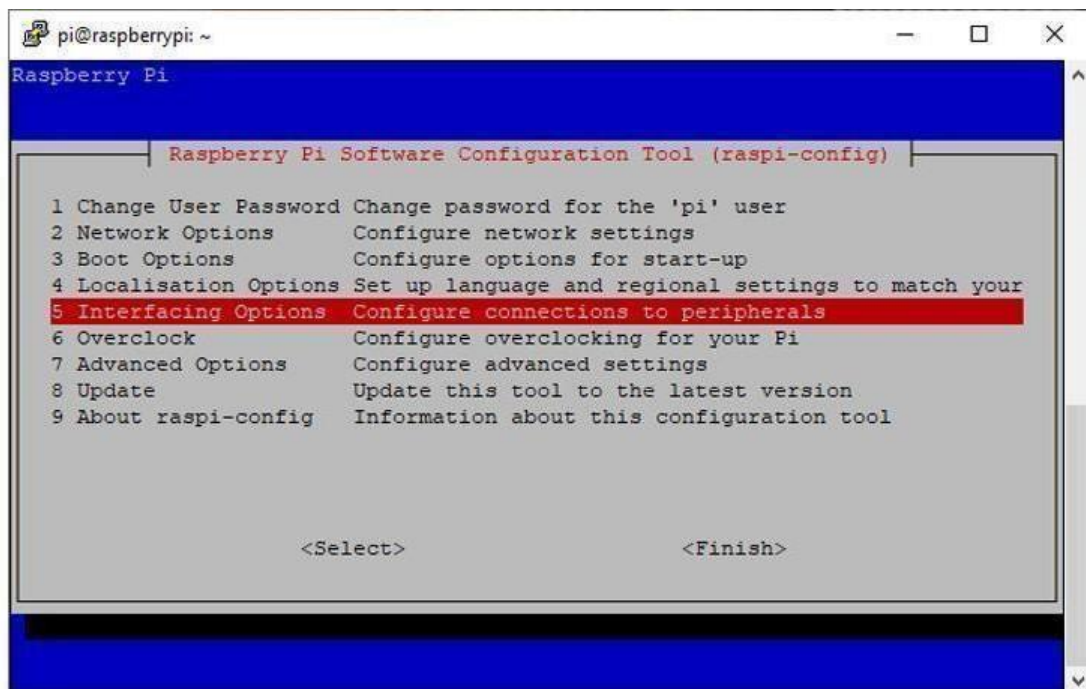 pi@raspberrypi: ~
Raspberry Pi
Raspberry Pi Software Configuration Tool (raspi-config)
1 Change User Password Change password for the 'pi' user
2 Network Options Configure network settings
3 Boot Options Configure options for start-up
4 Localisation Options Set up language and regional settings to match your
5 Interfacing Options Configure connections to peripherals
6 Overclock Configure overclocking for your Pi
7 Advanced Options Configure advanced settings
8 Update Update this tool to the latest version
9 About raspi-config Information about this configuration tool
<Select> <Finish>